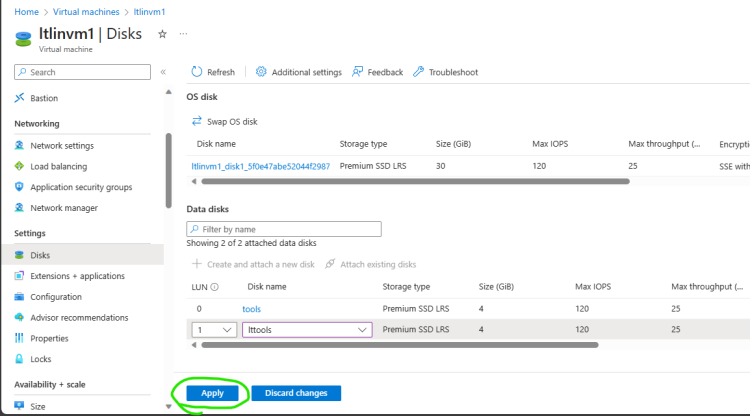 Home > Virtual machines > ltlinvm1
ltlinvm1 | Disks ☆ ...
Virtual machine
Search «
Refresh Additional settings Feedback Troubleshoot
Bastion
Networking
Network settings
Load balancing
Application security groups
Network manager
Settings
Disks
Extensions + applications
Configuration
Advisor recommendations
Properties
Locks
Availability + scale
Size
OS disk
Swap OS disk
Disk name Storage type Size (GiB) Max IOPS Max throughput (... Encrypti
ltlinvm1_disk1_5f0e47abe52044f2987 Premium SSD LRS 30 120 25 SSE with
Data disks
Filter by name
Showing 2 of 2 attached data disks
Create and attach a new disk Attach existing disks
LUN Disk name Storage type Size (GiB) Max IOPS Max throughput (...
0 tools Premium SSD LRS 4 120 25
1 lttools Premium SSD LRS 4 120 25
Apply Discard changes